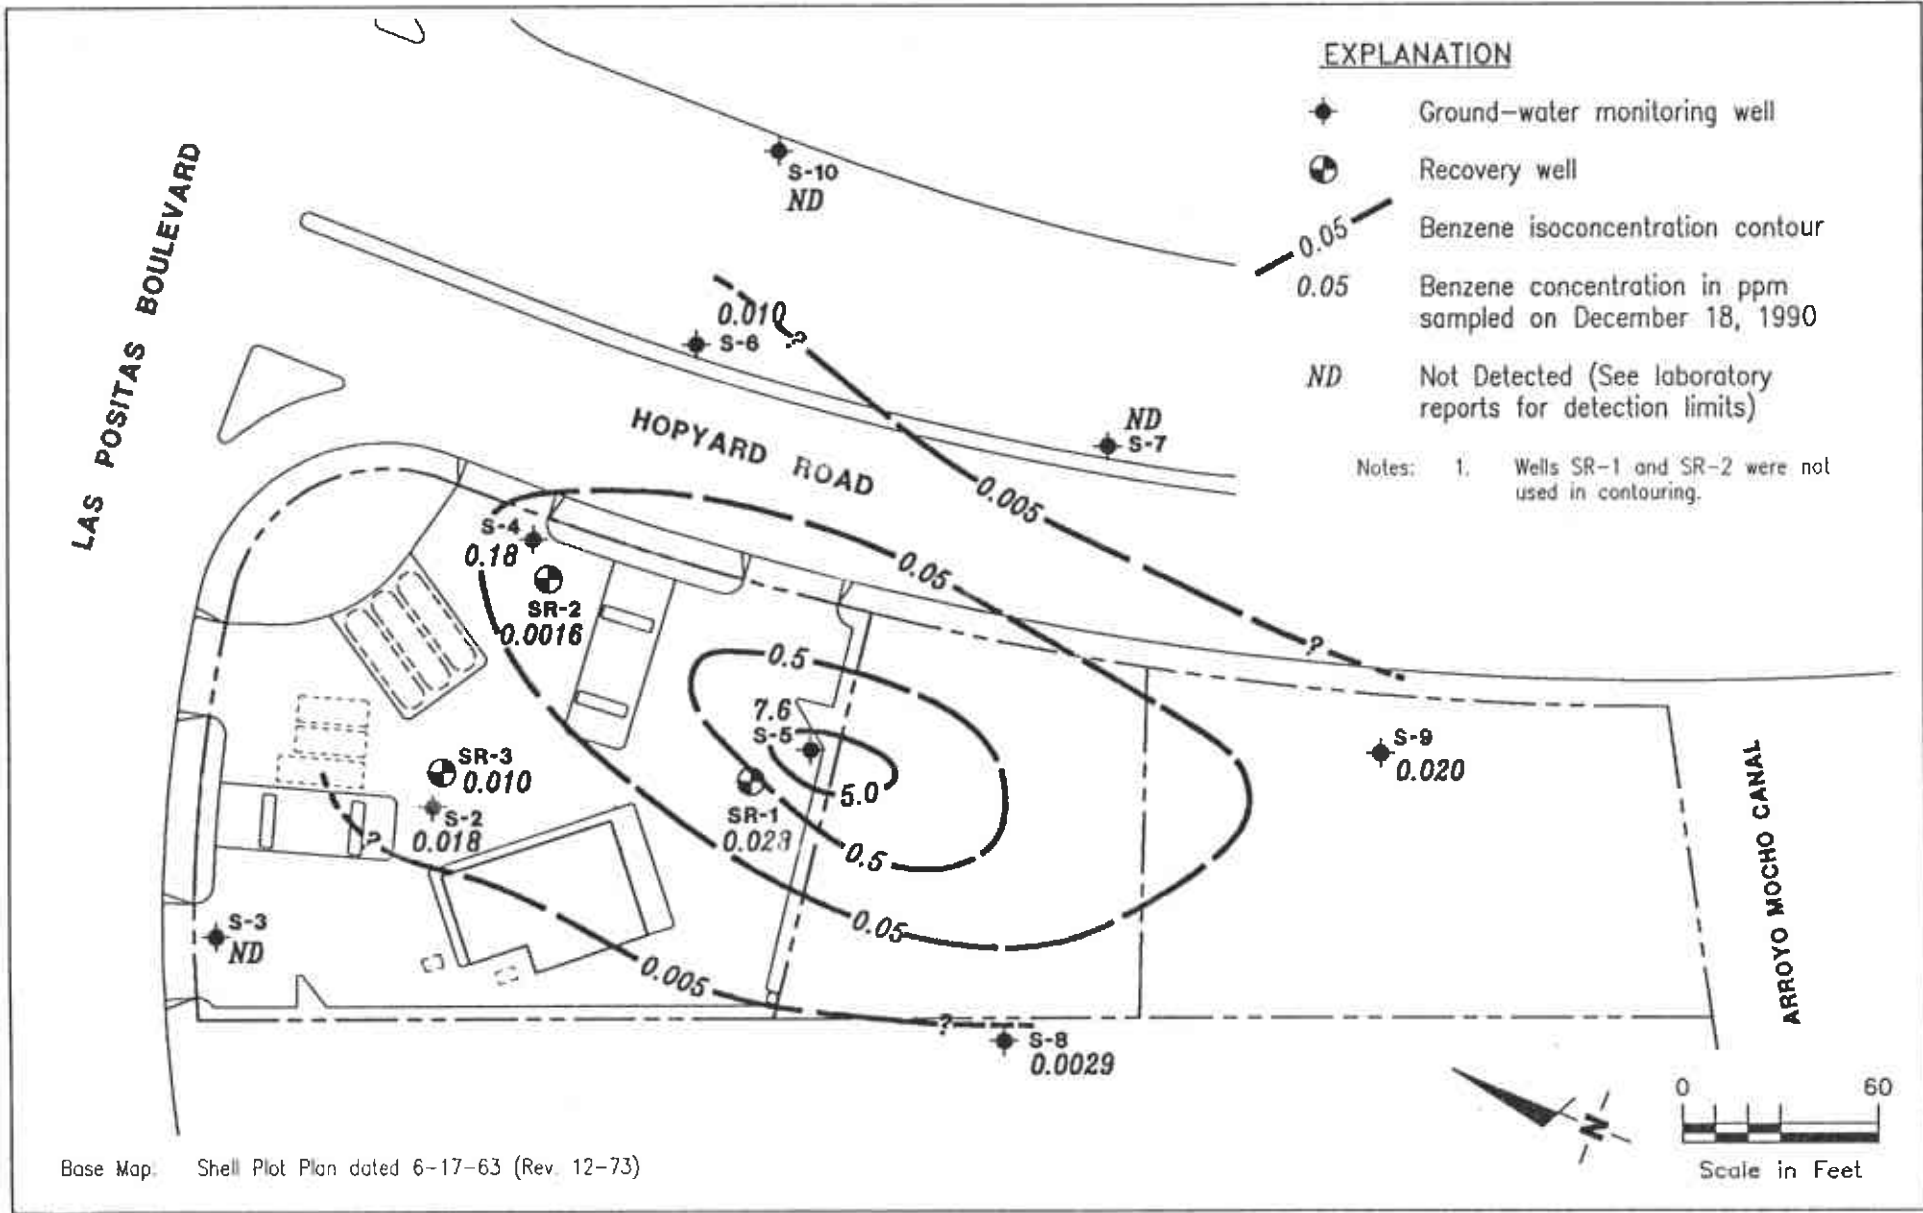 EXPLANATION
Ground-water monitoring well
Recovery well
0.05
Benzene isoconcentration contour
0.05
Benzene concentration in ppm
sampled on December 18, 1990
ND
Not Detected (See laboratory
reports for detection limits)
Notes: 1. Wells SR-1 and SR-2 were not
used in contouring.
LAS POSITAS BOULEVARD
S-10
ND
0.010
?
S-6
HOPYARD ROAD
ND
S-7
0.005
S-4
0.18
SR-2
0.0016
0.05
?
0.5
7.6
S-5
5.0
S-9
0.020
SR-3
0.010
S-2
0.018
?
SR-1
0.028
0.5
S-3
ND
0.05
0.005
?
S-8
0.0029
ARROYO MOCHO CANAL
N
0 60
Scale in Feet
Base Map: Shell Plot Plan dated 6-17-63 (Rev. 12-73)